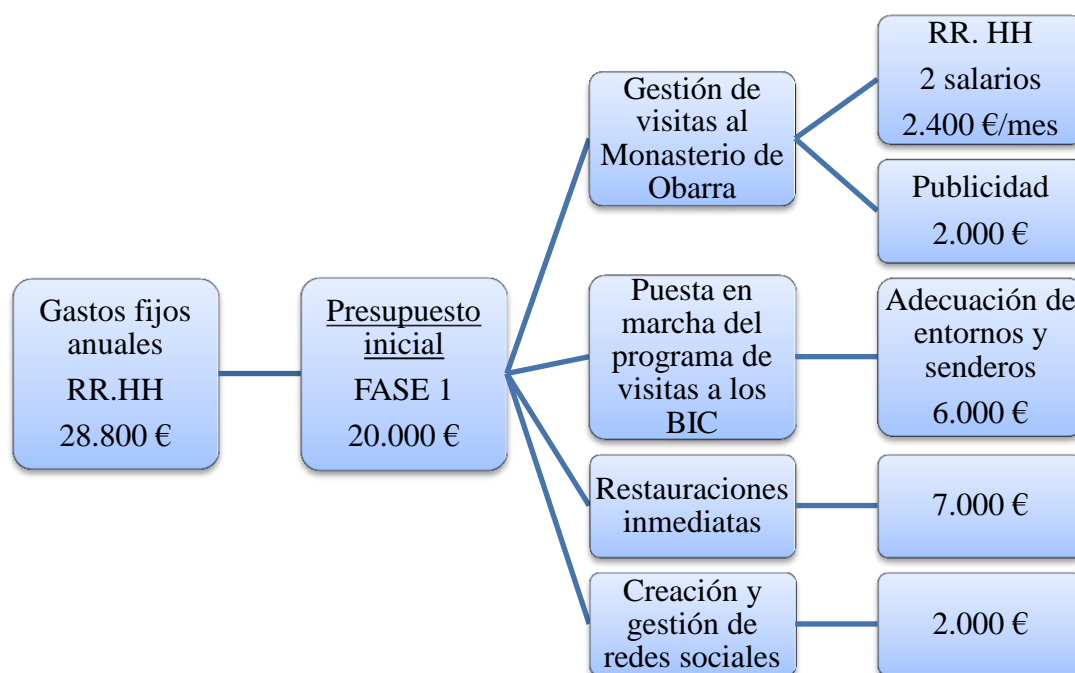 Gastos fijos
anuales
RR.HH
28.800 €
Presupuesto
inicial
FASE 1
20.000 €
Gestión de
visitas al
Monasterio de
Obarra
RR. HH
2 salarios
2.400 €/mes
Publicidad
2.000 €
Puesta en
marcha del
programa de
visitas a los
BIC
Adecuación de
entornos y
senderos
6.000 €
Restauraciones
inmediatas
7.000 €
Creación y
gestión de
redes sociales
2.000 €